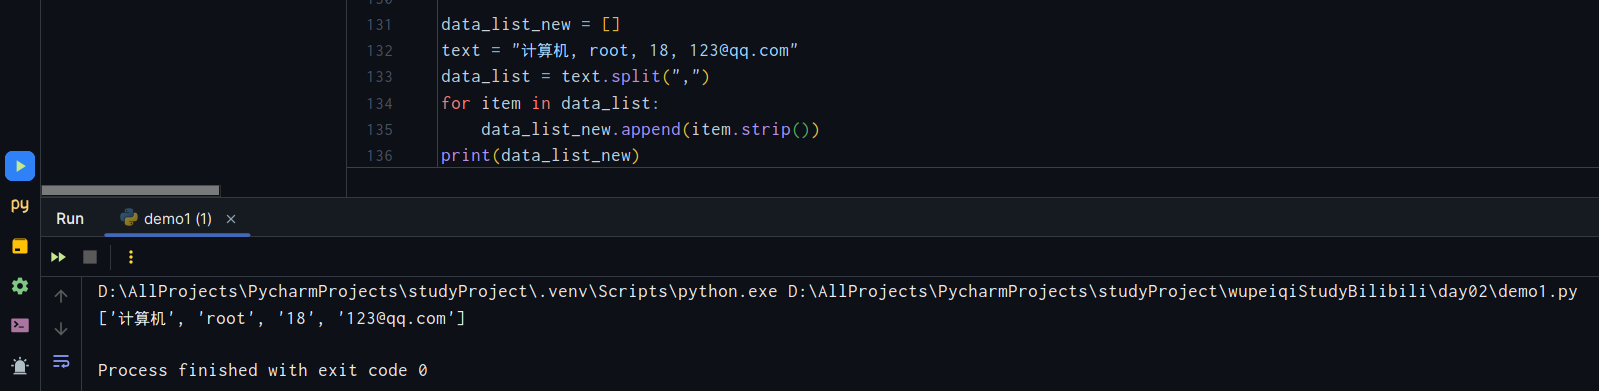 131 data_list_new = []
132 text = "计算机, root, 18, 123@qq.com"
133 data_list = text.split(",")
134 for item in data_list:
135     data_list_new.append(item.strip())
136 print(data_list_new)
py
Run demo1 (1)
D:\AllProjects\PycharmProjects\studyProject\.venv\Scripts\python.exe D:\AllProjects\PycharmProjects\studyProject\wupeiqiStudyBilibili\day02\demo1.py
['计算机', 'root', '18', '123@qq.com']
Process finished with exit code 0